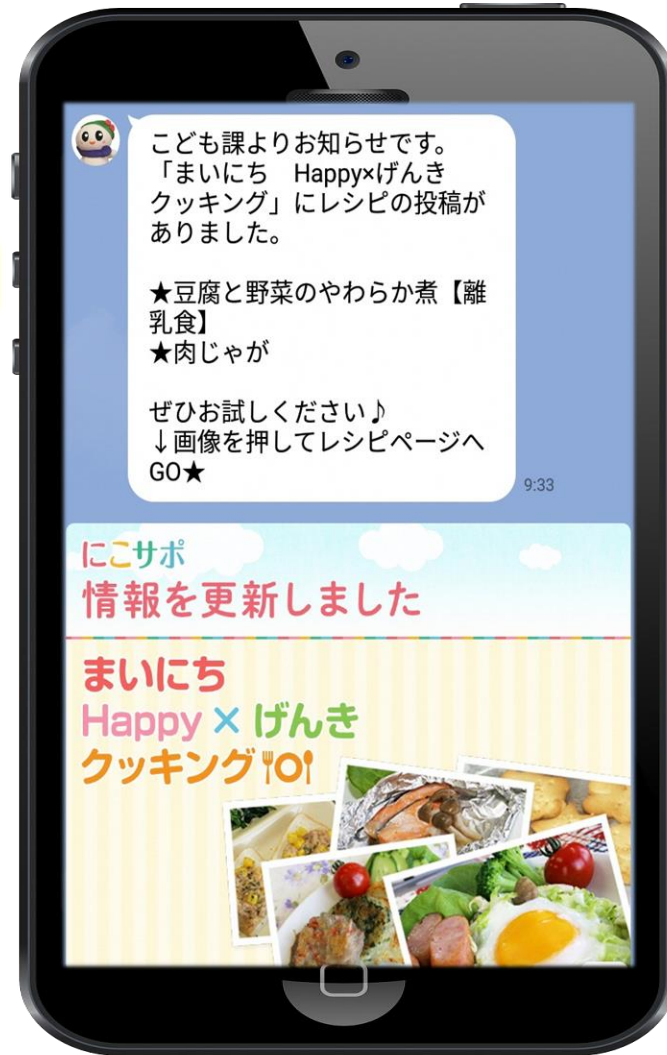 こども課よりお知らせです。
「まいにち　Happy×げんき
クッキング」にレシピの投稿が
ありました。
★豆腐と野菜のやわらか煮【離
乳食】
★肉じゃが
ぜひお試しください♪
↓画像を押してレシピページへ
GO★
9:33
にこサポ
情報を更新しました
まいにち
Happy×げんき
クッキング